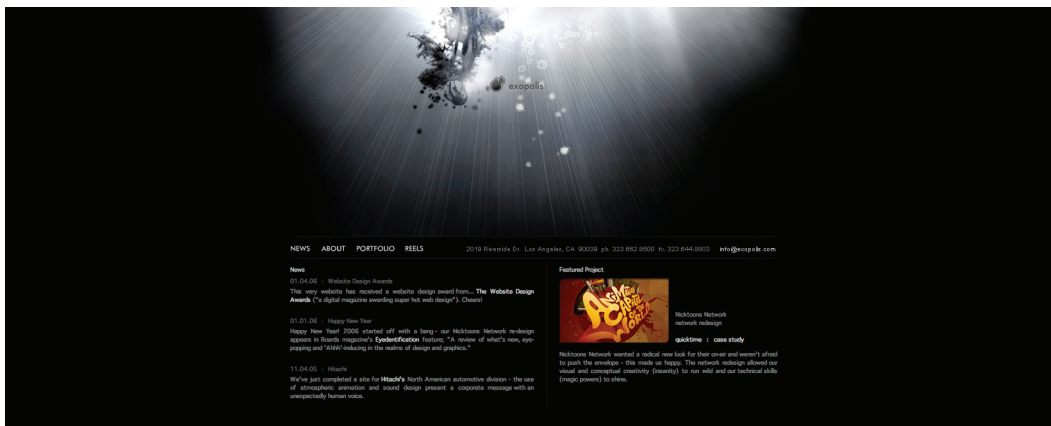 exopolis
NEWS ABOUT PORTFOLIO REELS 2019 Riverside Dr. Los Angeles, CA 90039 ph. 323.662.0500 fx. 323.644.8803 info@exopolis.com
News
01.04.06 : Website Design Awards
This very website has received a website design award from... The Website Design
Awards ("a digital magazine awarding super hot web design"). Cheers!
01.01.06 : Happy New Year
Happy New Year! 2006 started off with a bang - our Nicktoons Network re-design
appears in Boards magazine's Eyedentification feature; "A review of what's new, eye-
popping and 'Ahhh'-inducing in the realms of design and graphics."
11.04.05 : Hitachi
We've just completed a site for Hitachi's North American automotive division - the use
of atmospheric animation and sound design present a corporate message with an
unexpectedly human voice.
Featured Project
ANIMATION
CAPITAL
OF THE
WORLD
Nicktoons Network
network redesign
quicktime : case study
Nicktoons Network wanted a radical new look for their on-air and weren't afraid
to push the envelope - this made us happy. The network redesign allowed our
visual and conceptual creativity (insanity) to run wild and our technical skills
(magic powers) to shine.